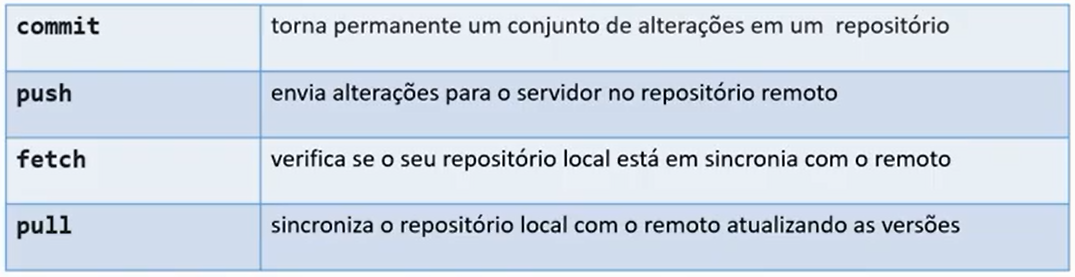 commit torna permanente um conjunto de alterações em um repositório
push envia alterações para o servidor no repositório remoto
fetch verifica se o seu repositório local está em sincronia com o remoto
pull sincroniza o repositório local com o remoto atualizando as versões